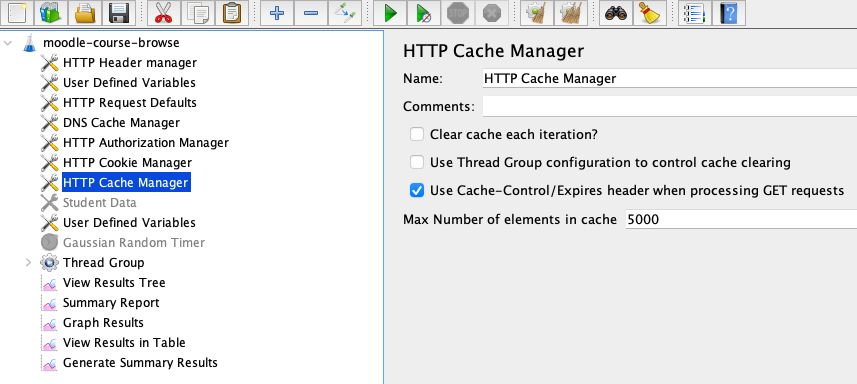 STOP
moodle-course-browse
HTTP Header manager
User Defined Variables
HTTP Request Defaults
DNS Cache Manager
HTTP Authorization Manager
HTTP Cookie Manager
HTTP Cache Manager
Student Data
User Defined Variables
Gaussian Random Timer
Thread Group
View Results Tree
Summary Report
Graph Results
View Results in Table
Generate Summary Results
HTTP Cache Manager
Name: HTTP Cache Manager
Comments:
Clear cache each iteration?
Use Thread Group configuration to control cache clearing
Use Cache-Control/Expires header when processing GET requests
Max Number of elements in cache 5000